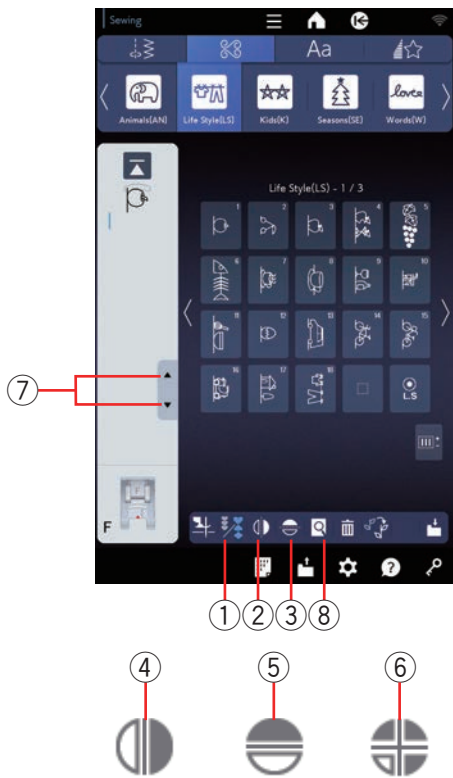 Sewing
Aa
love
Animals(AN) Life Style(LS) Kids(K) Seasons(SE) Words(W)
Life Style(LS) - 1 / 3
1 2 3 4 5
6 7 8 9 10
11 12 13 14 15
16 17 18
LS
7
F
?
1 2 3 8
4 5 6